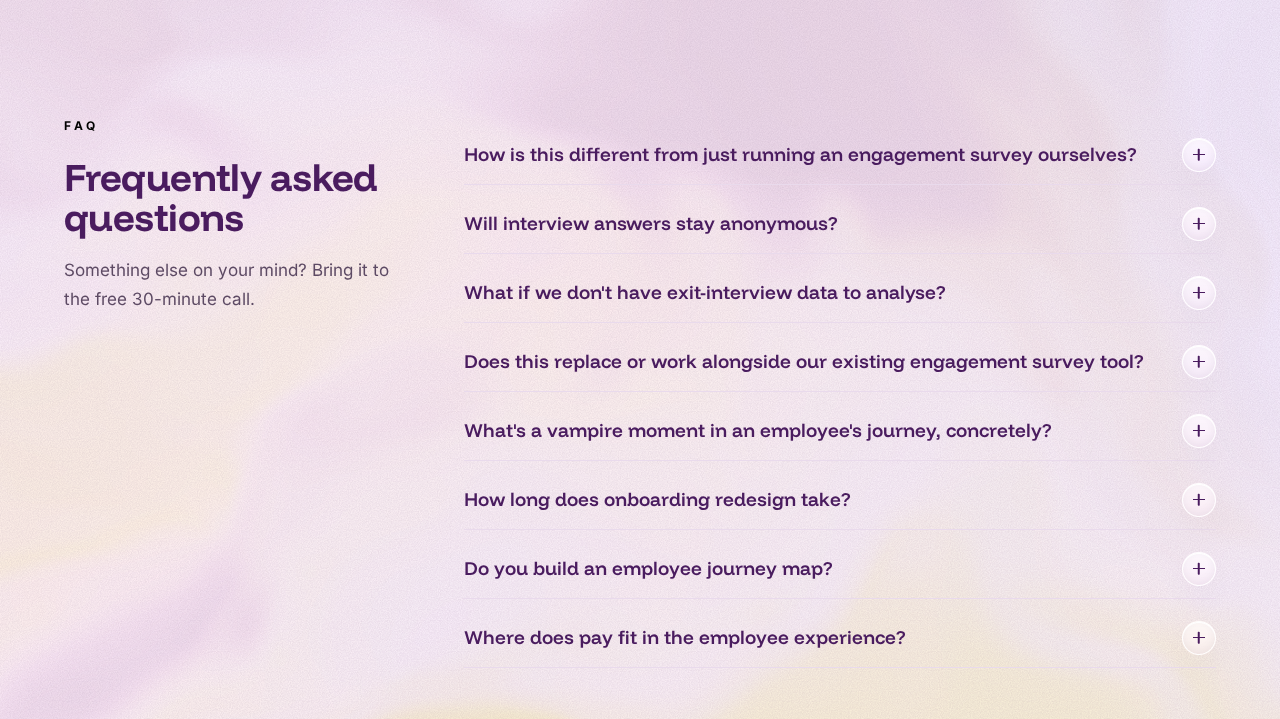 FAQ
Frequently asked
questions
Something else on your mind? Bring it to
the free 30-minute call.
How is this different from just running an engagement survey ourselves?
Will interview answers stay anonymous?
What if we don't have exit-interview data to analyse?
Does this replace or work alongside our existing engagement survey tool?
What's a vampire moment in an employee's journey, concretely?
How long does onboarding redesign take?
Do you build an employee journey map?
Where does pay fit in the employee experience?